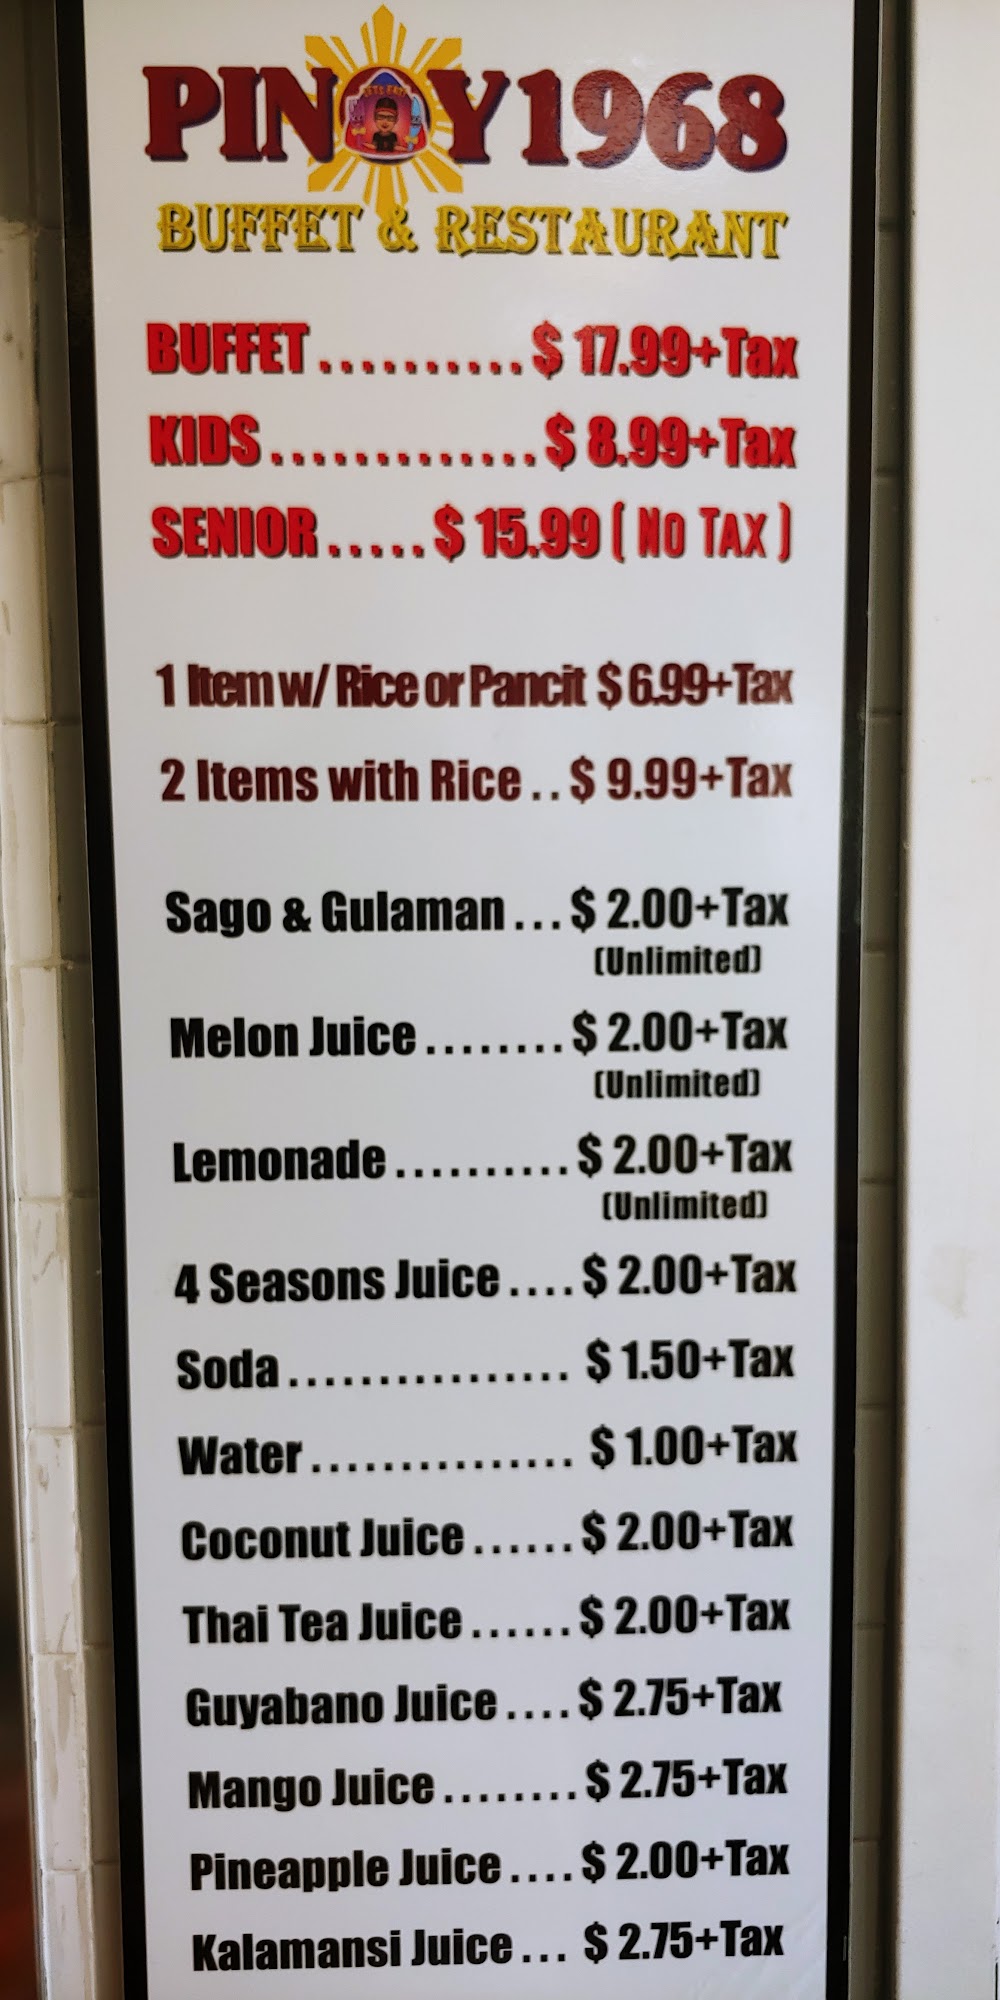 PINOY1968
BUFFET & RESTAURANT
BUFFET..........$ 17.99+Tax
KIDS.............$ 8.99+Tax
SENIOR.....$ 15.99 ( NO TAX )
1 Item w/ Rice or Pancit $ 6.99+Tax
2 Items with Rice..$ 9.99+Tax
Sago & Gulaman...$ 2.00+Tax
(Unlimited)
Melon Juice........$ 2.00+Tax
(Unlimited)
Lemonade..........$ 2.00+Tax
(Unlimited)
4 Seasons Juice....$ 2.00+Tax
Soda................ $ 1.50+Tax
Water............... $ 1.00+Tax
Coconut Juice......$ 2.00+Tax
Thai Tea Juice......$ 2.00+Tax
Guyabano Juice....$ 2.75+Tax
Mango Juice........$ 2.75+Tax
Pineapple Juice....$ 2.00+Tax
Kalamansi Juice... $ 2.75+Tax